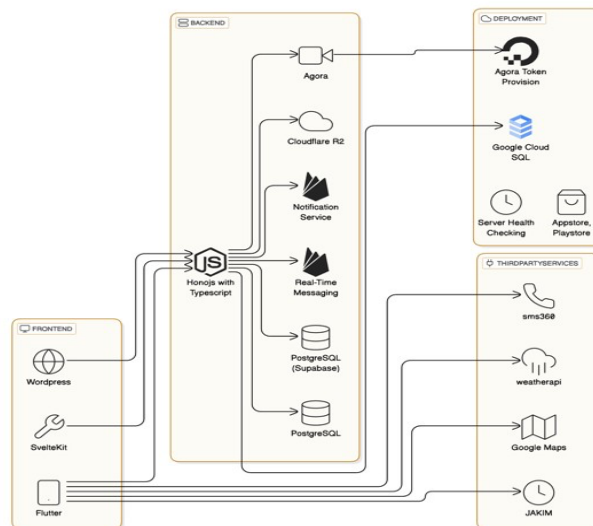 BACKEND
Agora
Cloudflare R2
Notification
Service
JS
Honojs with
Typescript
Real-Time
Messaging
PostgreSQL
(Supabase)
PostgreSQL
FRONTEND
Wordpress
SvelteKit
Flutter
DEPLOYMENT
Agora Token
Provision
Google Cloud
SQL
Server Health
Checking
Appstore,
Playstore
THIRDPARTYSERVICES
sms360
weatherapi
Google Maps
JAKIM